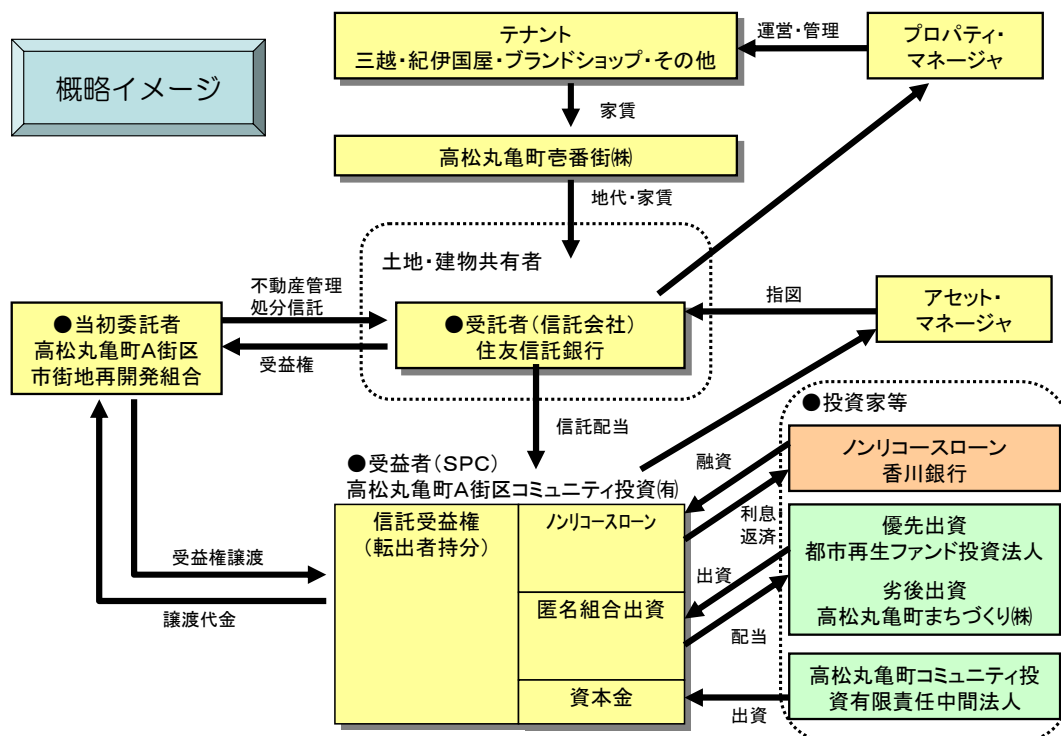 概略イメージ
テナント
三越・紀伊国屋・ブランドショップ・その他
運営・管理
プロパティ・
マネージャ
家賃
高松丸亀町壱番街㈱
地代・家賃
土地・建物共有者
不動産管理
処分信託
●当初委託者
高松丸亀町A街区
市街地再開発組合
受益権
●受託者(信託会社)
住友信託銀行
指図
アセット・
マネージャ
信託配当
●投資家等
●受益者(SPC)
高松丸亀町A街区コミュニティ投資㈲
融資
ノンリコースローン
香川銀行
信託受益権
(転出者持分)
ノンリコースローン
利息
返済
優先出資
都市再生ファンド投資法人
劣後出資
高松丸亀町まちづくり㈱
受益権譲渡
譲渡代金
出資
匿名組合出資
配当
資本金
出資
高松丸亀町コミュニティ投
資有限責任中間法人